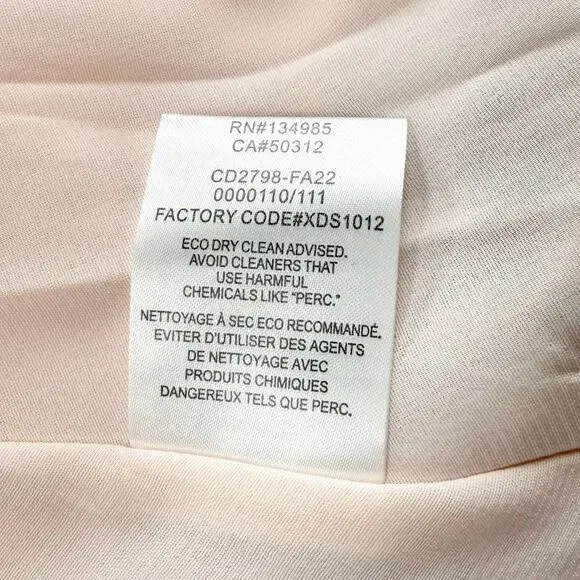 RN#134985
CA#50312
CD2798-FA22
0000110/111
FACTORY CODE#XDS1012
ECO DRY CLEAN ADVISED.
AVOID CLEANERS THAT
USE HARMFUL
CHEMICALS LIKE "PERC."
NETTOYAGE À SEC ECO RECOMMANDÉ.
EVITER D'UTILISER DES AGENTS
DE NETTOYAGE AVEC
PRODUITS CHIMIQUES
DANGEREUX TELS QUE PERC.